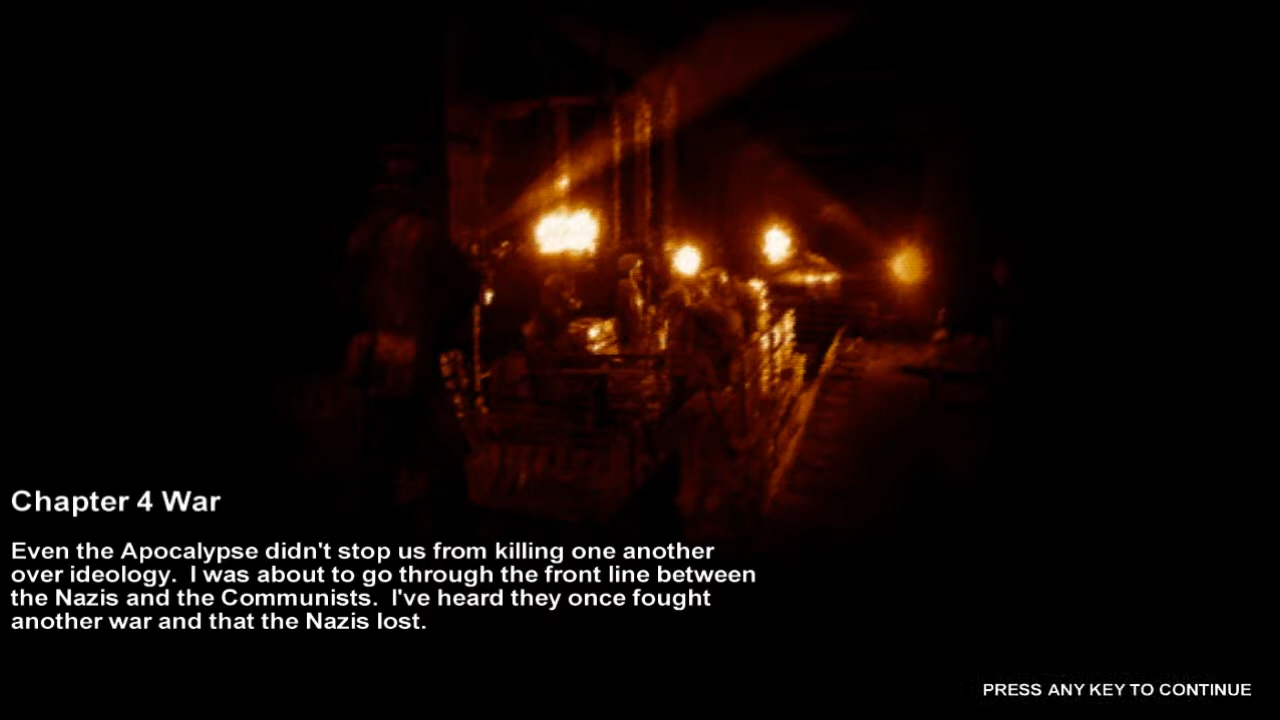 Chapter 4 War
Even the Apocalypse didn't stop us from killing one another
over ideology.  I was about to go through the front line between
the Nazis and the Communists.  I've heard they once fought
another war and that the Nazis lost.
PRESS ANY KEY TO CONTINUE